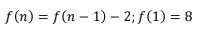 f(n) = f(n − 1) − 2; f(1) = 8